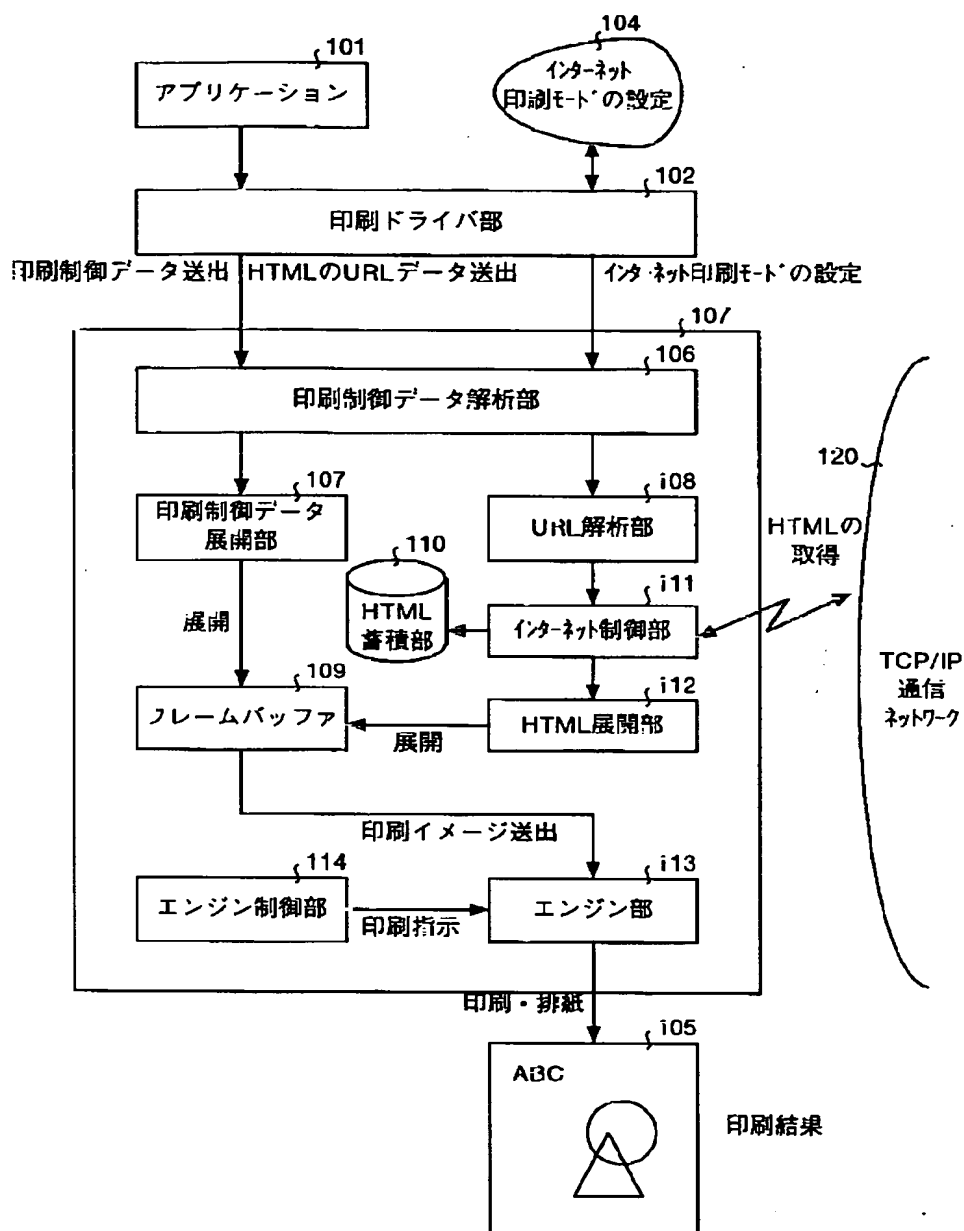 101
アプリケーション
104
インターネット
印刷モードの設定
102
印刷ドライバ部
印刷制御データ送出
HTMLのURLデータ送出
インターネット印刷モードの設定
107
106
印刷制御データ解析部
107
印刷制御データ
展開部
108
URL解析部
120
HTMLの
取得
110
HTML
蓄積部
111
インターネット制御部
展開
TCP/IP
通信
ネットワーク
109
フレームバッファ
112
HTML展開部
展開
印刷イメージ送出
114
エンジン制御部
印刷指示
113
エンジン部
印刷・排紙
105
ABC
印刷結果